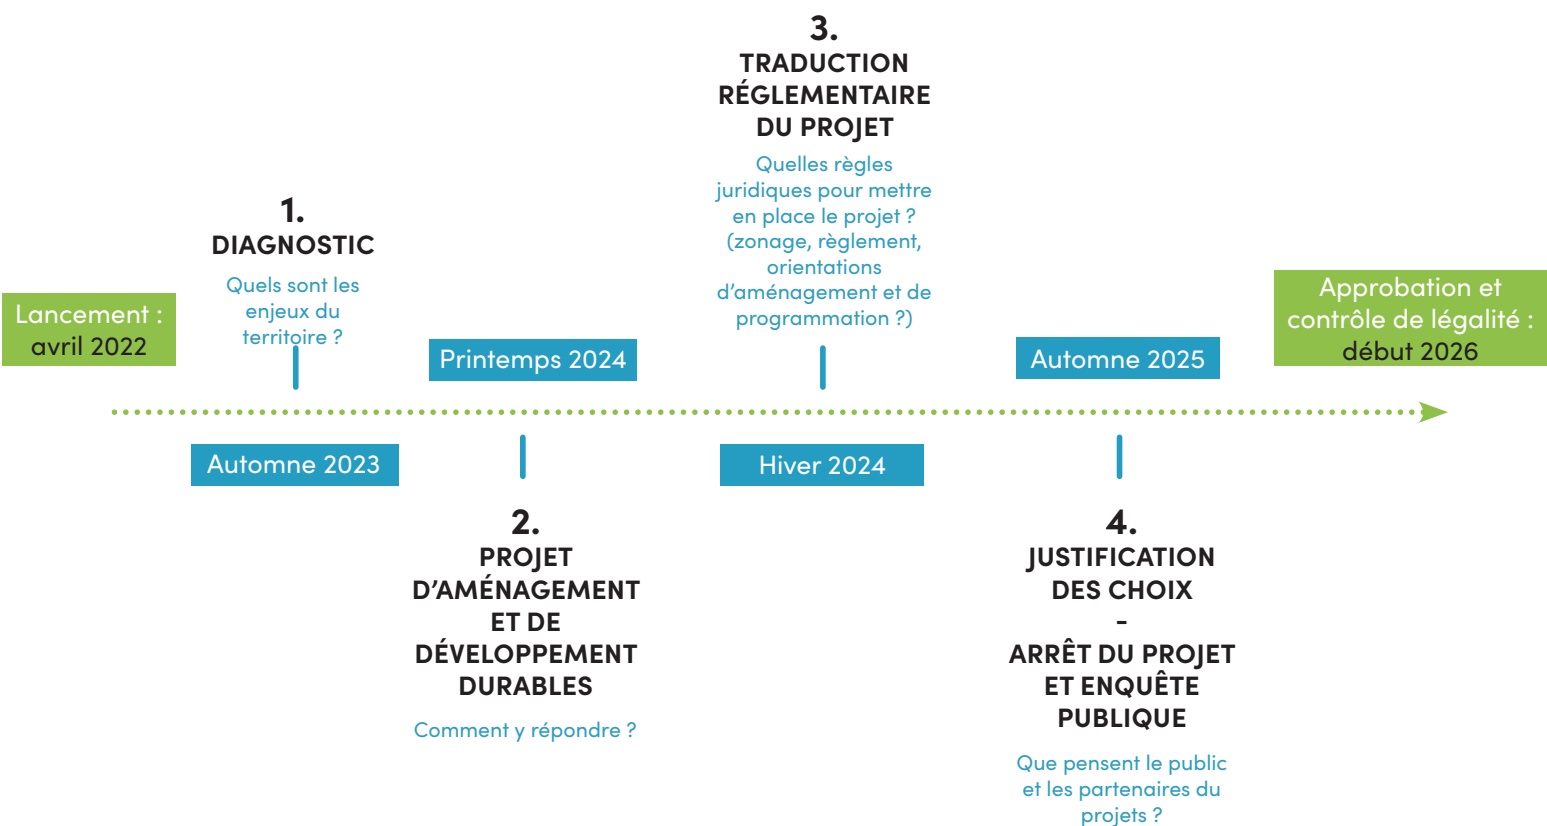 Lancement :
avril 2022
1.
DIAGNOSTIC
Quels sont les
enjeux du
territoire ?
Automne 2023
Printemps 2024
2.
PROJET
D’AMÉNAGEMENT
ET DE
DÉVELOPPEMENT
DURABLES
Comment y répondre ?
3.
TRADUCTION
RÉGLEMENTAIRE
DU PROJET
Quelles règles
juridiques pour mettre
en place le projet ?
(zonage, règlement,
orientations
d’aménagement et de
programmation ?)
Hiver 2024
Automne 2025
4.
JUSTIFICATION
DES CHOIX
-
ARRÊT DU PROJET
ET ENQUÊTE
PUBLIQUE
Que pensent le public
et les partenaires du
projets ?
Approbation et
contrôle de légalité :
début 2026